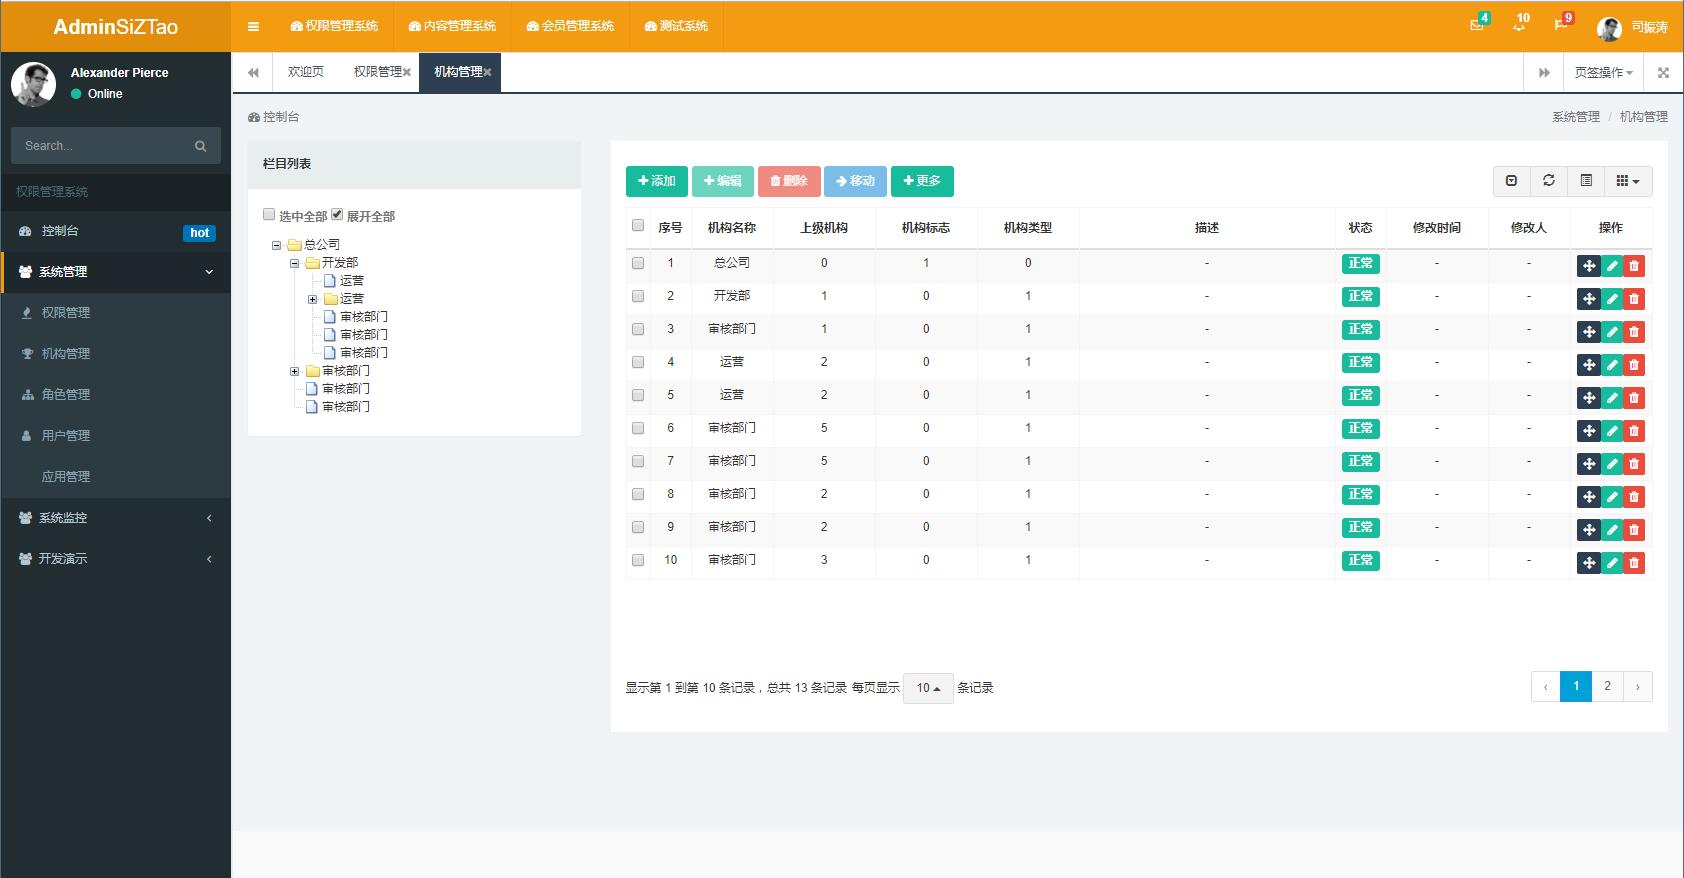 AdminSiZTao
权限管理系统 内容管理系统 会员管理系统 测试系统
4 10 9 司振涛
Alexander Pierce
Online
Search...
权限管理系统
控制台 hot
系统管理
权限管理
机构管理
角色管理
用户管理
应用管理
系统监控
开发演示
欢迎页 权限管理 机构管理 页签操作
控制台 系统管理 / 机构管理
栏目列表
选中全部 展开全部
总公司
开发部
运营
运营
审核部门
审核部门
审核部门
审核部门
审核部门
审核部门
添加 编辑 删除 移动 更多
序号 机构名称 上级机构 机构标志 机构类型 描述 状态 修改时间 修改人 操作
1 总公司 0 1 0 - 正常 - -
2 开发部 1 0 1 - 正常 - -
3 审核部门 1 0 1 - 正常 - -
4 运营 2 0 1 - 正常 - -
5 运营 2 0 1 - 正常 - -
6 审核部门 5 0 1 - 正常 - -
7 审核部门 5 0 1 - 正常 - -
8 审核部门 2 0 1 - 正常 - -
9 审核部门 2 0 1 - 正常 - -
10 审核部门 3 0 1 - 正常 - -
显示第 1 到第 10 条记录，总共 13 条记录 每页显示 10 条记录
‹ 1 2 ›